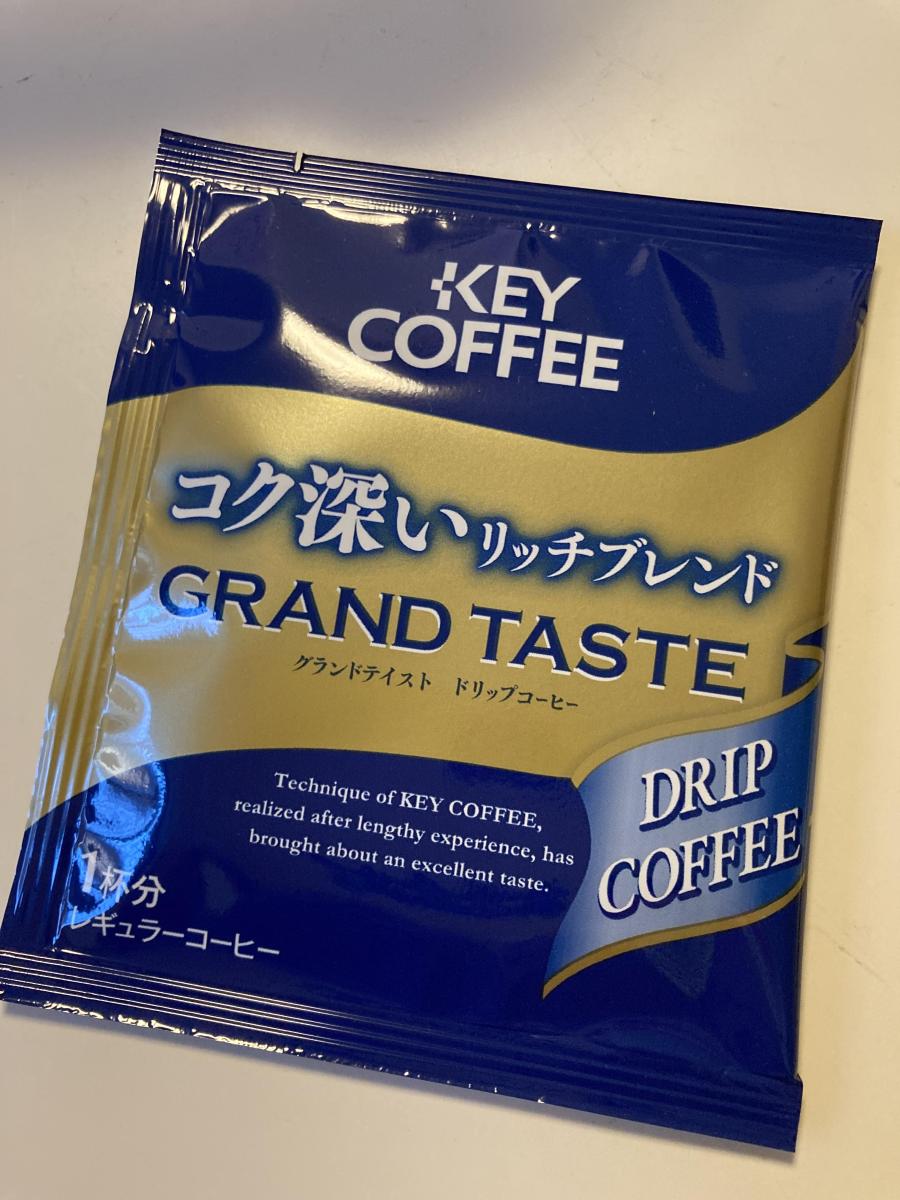 KEY
COFFEE
コク深いリッチブレンド
GRAND TASTE
グランドテイスト ドリップコーヒー
DRIP
COFFEE
Technique of KEY COFFEE,
realized after lengthy experience, has
brought about an excellent taste.
1杯分
レギュラーコーヒー